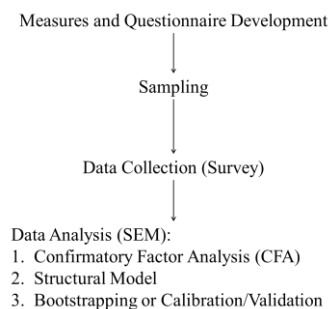 Measures and Questionnaire Development
Sampling
Data Collection (Survey)
Data Analysis (SEM):
1. Confirmatory Factor Analysis (CFA)
2. Structural Model
3. Bootstrapping or Calibration/Validation